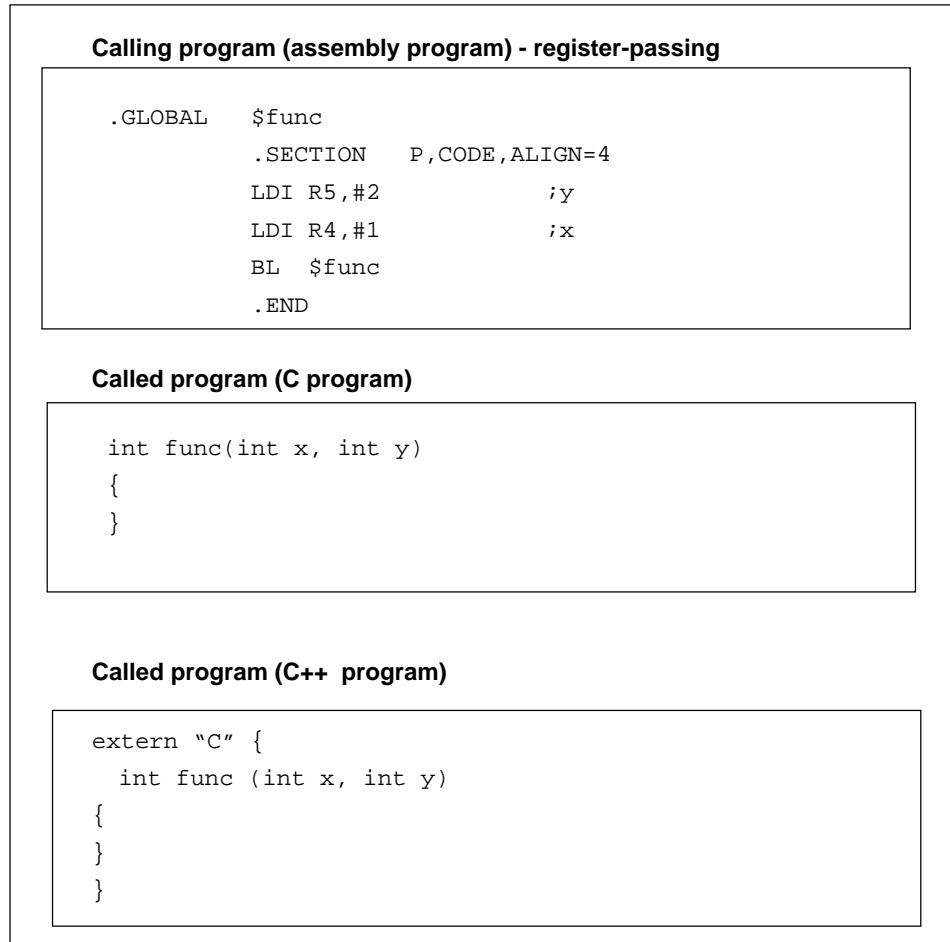 Calling program (assembly program) - register-passing
.GLOBAL $func
.SECTION P,CODE,ALIGN=4
LDI R5,#2 ;y
LDI R4,#1 ;x
BL $func
.END
Called program (C program)
int func(int x, int y)
{
}
Called program (C++ program)
extern “C” {
int func (int x, int y)
{
}
}